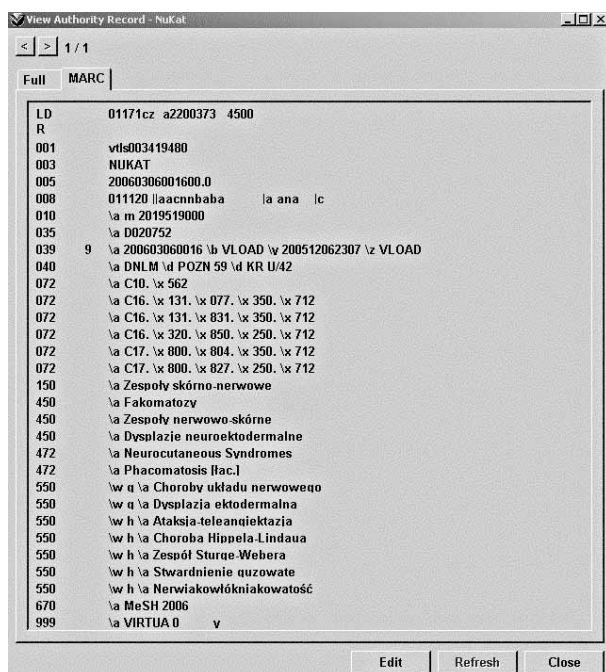 View Authority Record - NuKat
< > 1 / 1
Full MARC
LD 01171cz a2200373 4500
R
001 vtls003419480
003 NUKAT
005 20060306001600.0
008 011120 ||aacnnbaba |a ana |c
010 \a m 2019519000
035 \a D020752
039 9 \a 200603060016 \b VLOAD \y 200512062307 \z VLOAD
040 \a DNLM \d POZN 59 \d KR U/42
072 \a C10. \x 562
072 \a C16. \x 131. \x 077. \x 350. \x 712
072 \a C16. \x 131. \x 831. \x 350. \x 712
072 \a C16. \x 320. \x 850. \x 250. \x 712
072 \a C17. \x 800. \x 804. \x 350. \x 712
072 \a C17. \x 800. \x 827. \x 250. \x 712
150 \a Zespoły skórno-nerwowe
450 \a Fakomatozy
450 \a Zespoły nerwowo-skórne
450 \a Dysplazje neuroektodermalne
472 \a Neurocutaneous Syndromes
472 \a Phacomatosis [łac.]
550 \w g \a Choroby układu nerwowego
550 \w g \a Dysplazja ektodermalna
550 \w h \a Ataksja-teleangiektazja
550 \w h \a Choroba Hippela-Lindaua
550 \w h \a Zespół Sturge-Webera
550 \w h \a Stwardnienie guzowate
550 \w h \a Nerwiakowłókniakowatość
670 \a MeSH 2006
999 \a VIRTUA 0 v
Edit Refresh Close